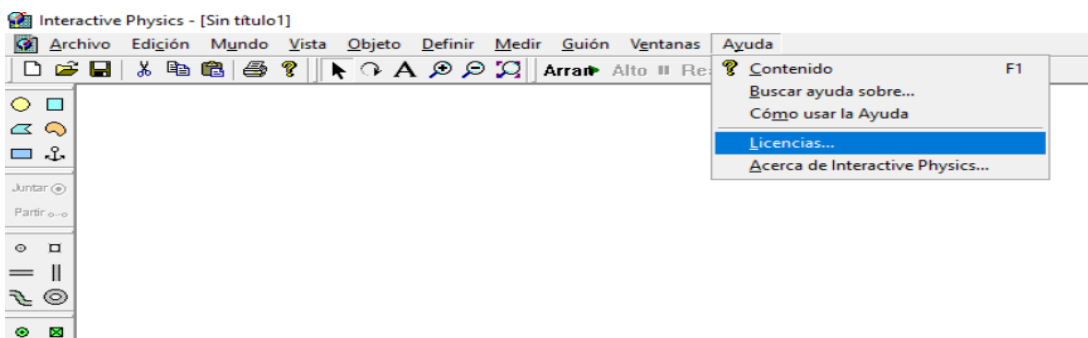 Interactive Physics - [Sin título1]
Archivo Edición Mundo Vista Objeto Definir Medir Guión Ventanas Ayuda
A Arran Alto Re
Contenido F1
Buscar ayuda sobre...
Cómo usar la Ayuda
Licencias...
Acerca de Interactive Physics...
Juntar
Partir